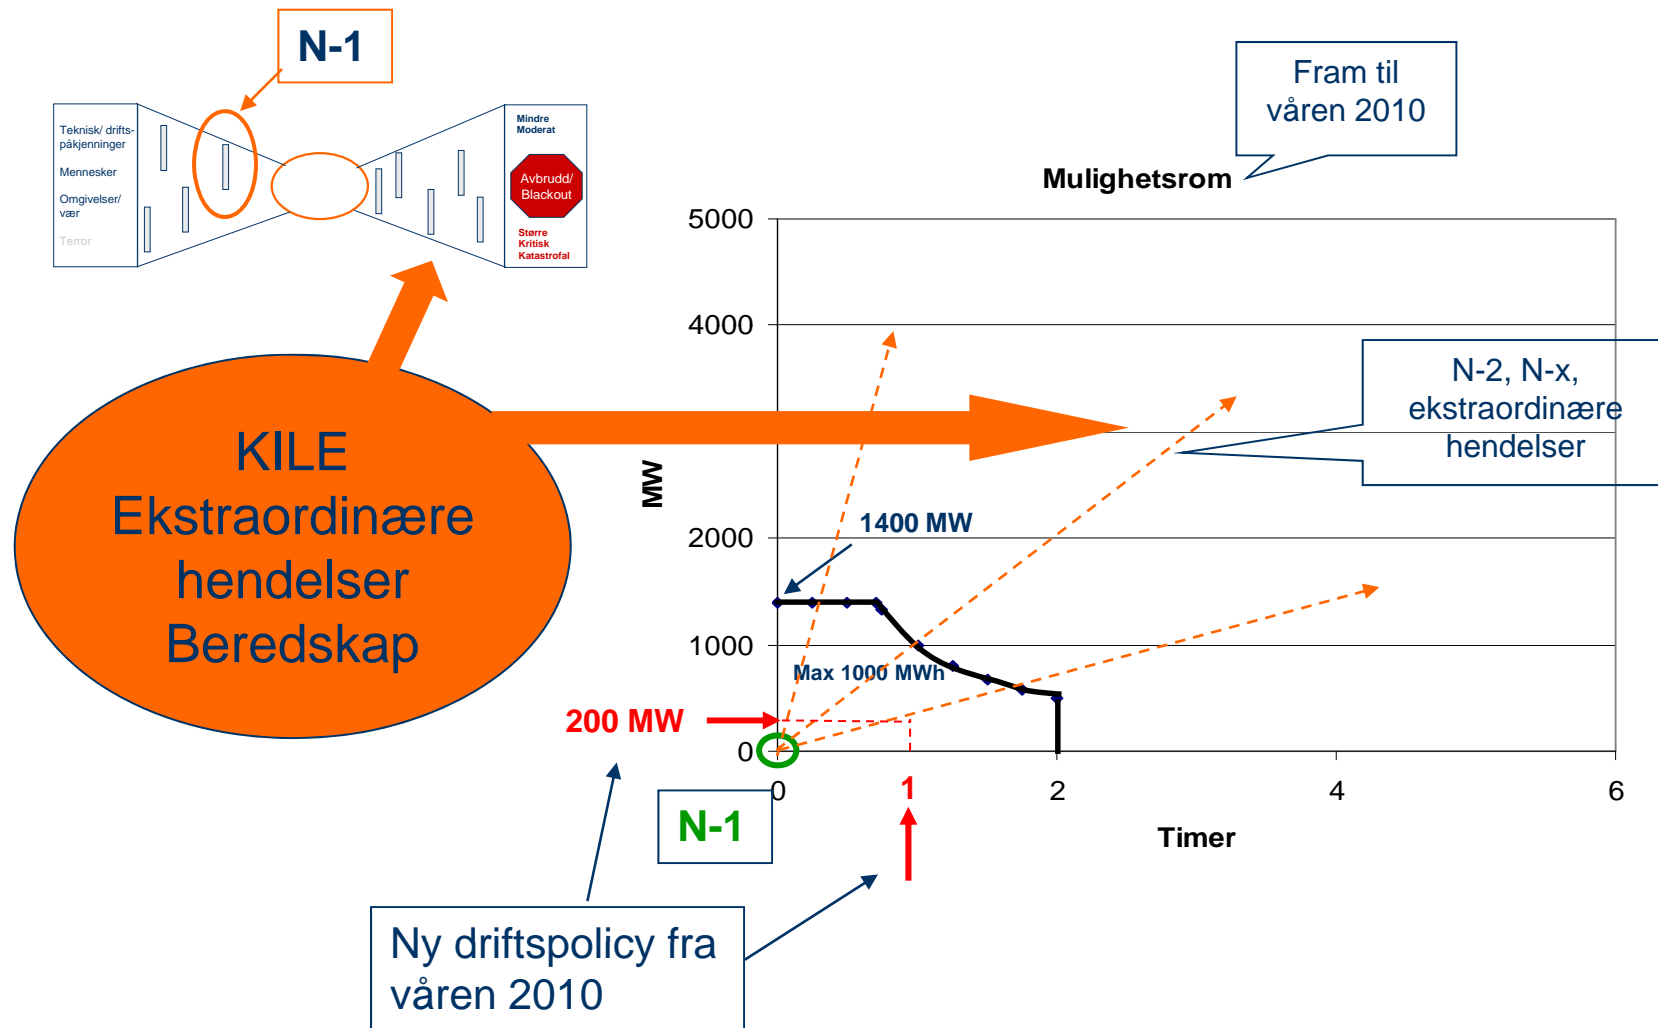 N-1
Fram til
våren 2010
Teknisk/ drifts-
påkjenninger
Mennesker
Omgivelser/
vær
Terror
Mindre
Moderat
Avbrudd/
Blackout
Større
Kritisk
Katastrofal
Mulighetsrom
5000
4000
2000
1000
0
MW
N-2, N-x,
ekstraordinære
hendelser
KILE
Ekstraordinære
hendelser
Beredskap
1400 MW
Max 1000 MWh
200 MW
0
1
2
4
6
Timer
N-1
Ny driftspolicy fra
våren 2010